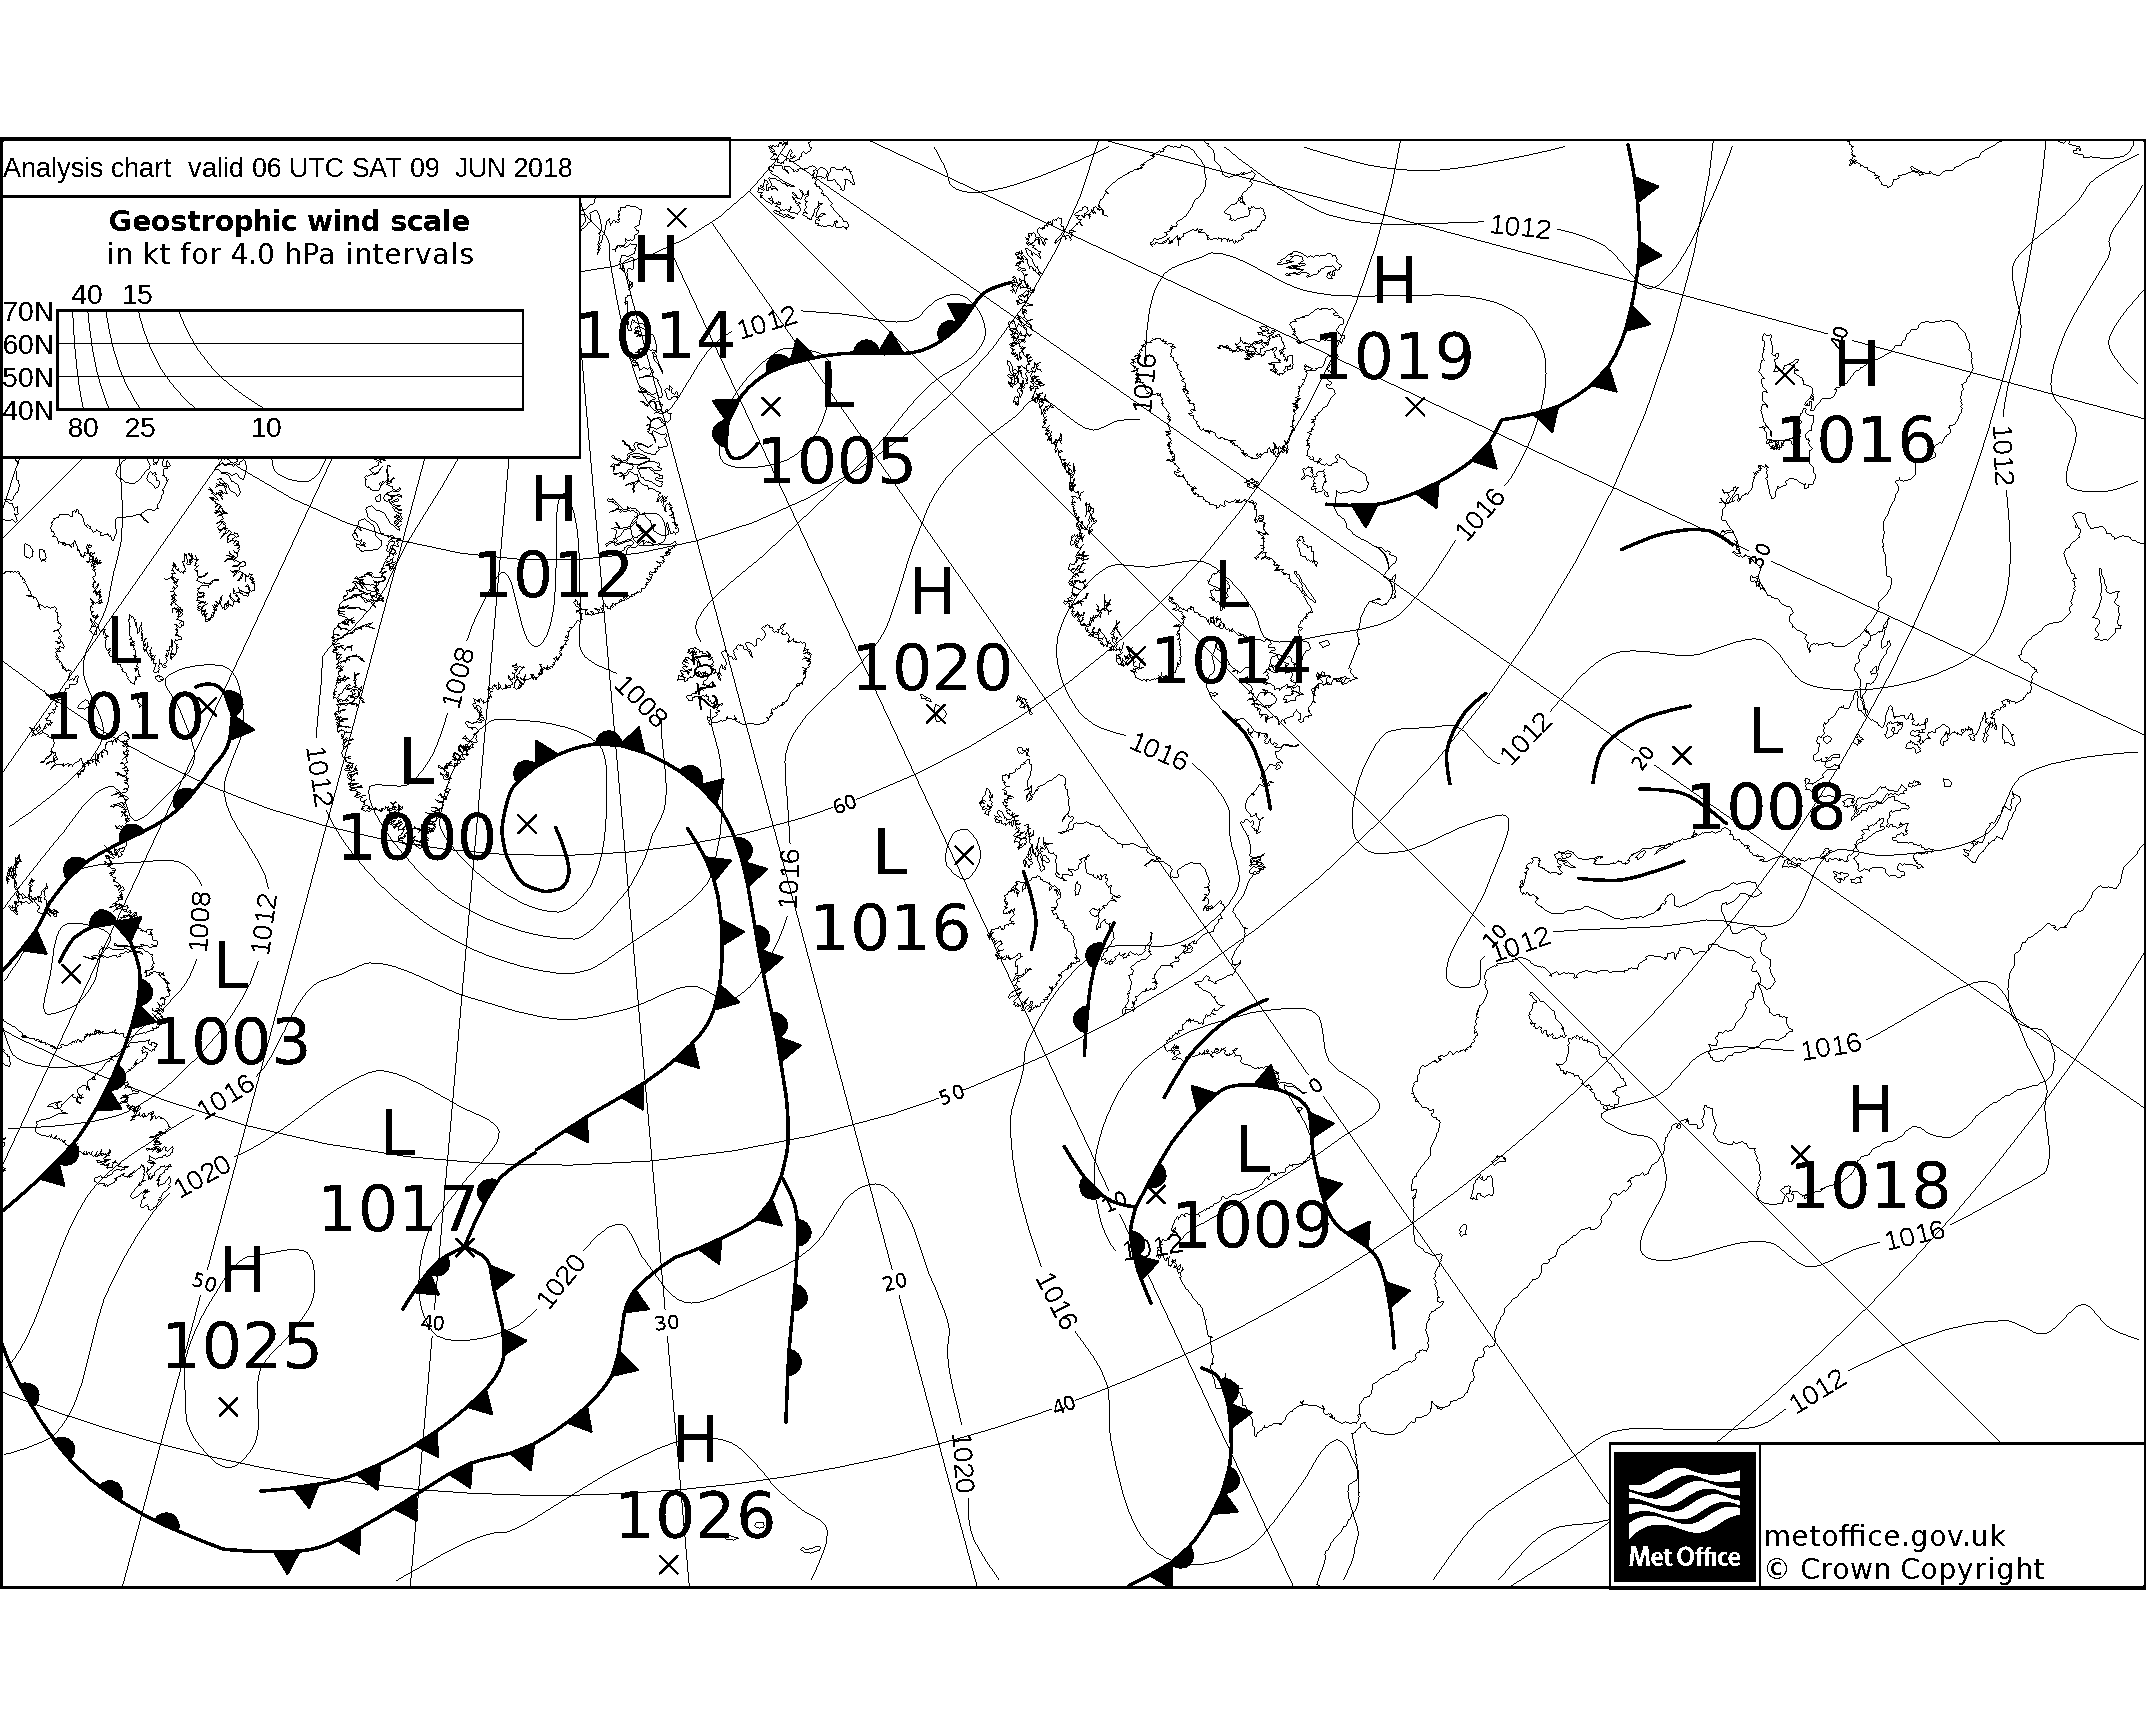 Analysis chart valid 06 UTC SAT 09 JUN 2018
Geostrophic wind scale
in kt for 4.0 hPa intervals
40 15
70N
60N
50N
40N
80 25 10
H
1014
1012
L
1005
H
1019
1012
1016
40
H
1016
1012
1016
H
1012
L
1010
1008
1008
1012
H
1020
L
1014
30
1016
1012
20
L
1008
1012
L
1000
60
L
1016
1016
1008
1012
L
1003
10
1012
1016
1016
50
0
H
1018
1016
1020
L
1017
L
1009
10
1012
H
1025
50
40
1020
30
20
1016
40
1012
1020
H
1026
Met Office
metoffice.gov.uk
© Crown Copyright